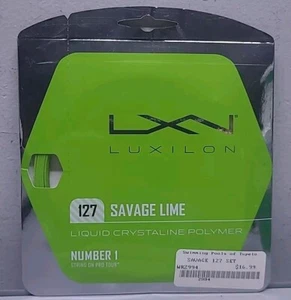 LXN
LUXILON
127 SAVAGE LIME
LIQUID CRYSTALINE POLYMER
NUMBER 1
STRING ON PRO TOUR
SAVAGE 127 SET
$16.99